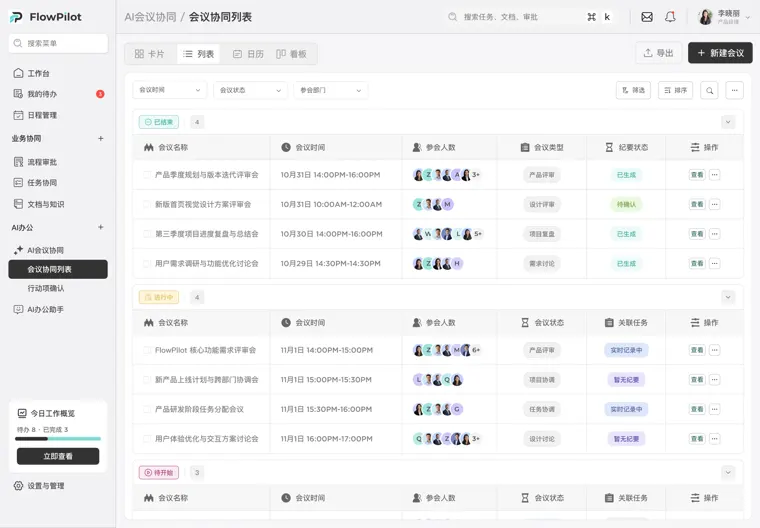 FlowPilot
AI会议协同 / 会议协同列表
搜索任务、文档、审批
⌘ k
李晓丽
产品经理
搜索菜单
工作台
我的待办 3
日程管理
业务协同 +
流程审批
任务协同
文档与知识
AI办公 +
AI会议协同
会议协同列表
行动项确认
AI办公助手
今日工作概览
待办 8 · 已完成 3
立即查看
设置与管理
卡片 列表 日历 看板
导出 + 新建会议
会议时间 会议状态 参会部门
筛选 排序
已结束 4
会议名称 会议时间 参会人数 会议类型 纪要状态 操作
产品季度规划与版本迭代评审会 10月31日 14:00PM-16:00PM Z A 3+ 产品评审 已生成 查看
新版首页视觉设计方案评审会 10月31日 10:00AM-12:00AM Z M 设计评审 待确认 查看
第三季度项目进度复盘与总结会 10月30日 14:00PM-16:00PM W L 5+ 项目复盘 已生成 查看
用户需求调研与功能优化讨论会 10月29日 14:30PM-14:30PM Z H 需求讨论 已生成 查看
进行中 4
会议名称 会议时间 参会人数 会议状态 关联任务 操作
FlowPilot 核心功能需求评审会 11月1日 14:00PM-15:00PM Z M 6+ 产品评审 实时记录中 查看
新产品上线计划与跨部门协调会 11月1日 15:00PM-15:30PM L Q 项目协调 暂无纪要 查看
产品研发阶段任务分配会议 11月1日 15:30PM-16:00PM Z G 任务协调 实时记录中 查看
用户体验优化与交互方案讨论会 11月1日 16:00PM-17:00PM Q Z 3+ 设计讨论 暂无纪要 查看
待开始 3
会议名称 会议时间 参会人数 会议状态 关联任务 操作